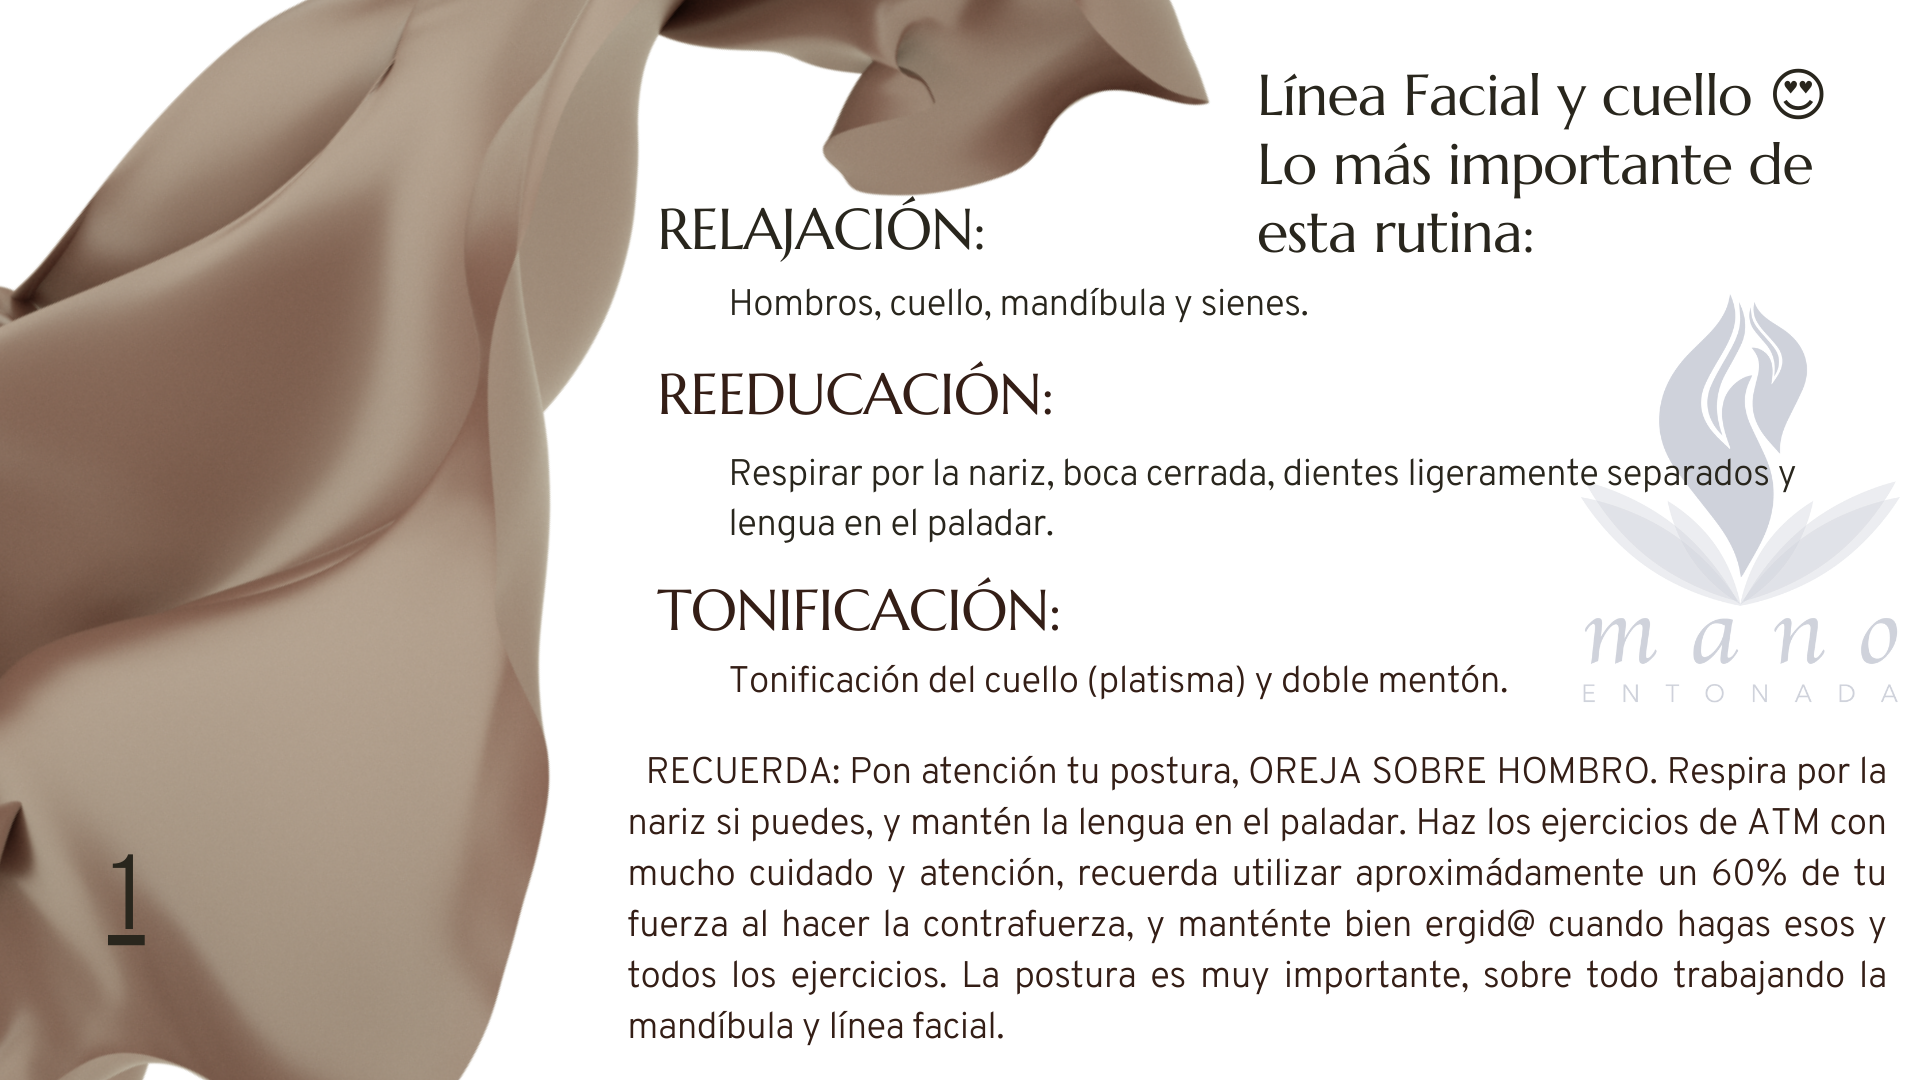 Línea Facial y cuello 😍
Lo más importante de
esta rutina:
RELAJACIÓN:
Hombros, cuello, mandíbula y sienes.
REEDUCACIÓN:
Respirar por la nariz, boca cerrada, dientes ligeramente separados y
lengua en el paladar.
TONIFICACIÓN:
Tonificación del cuello (platisma) y doble mentón.
mano
ENTONADA
RECUERDA: Pon atención tu postura, OREJA SOBRE HOMBRO. Respira por la
nariz si puedes, y mantén la lengua en el paladar. Haz los ejercicios de ATM con
mucho cuidado y atención, recuerda utilizar aproximádamente un 60% de tu
fuerza al hacer la contrafuerza, y manténte bien ergid@ cuando hagas esos y
todos los ejercicios. La postura es muy importante, sobre todo trabajando la
mandíbula y línea facial.
1